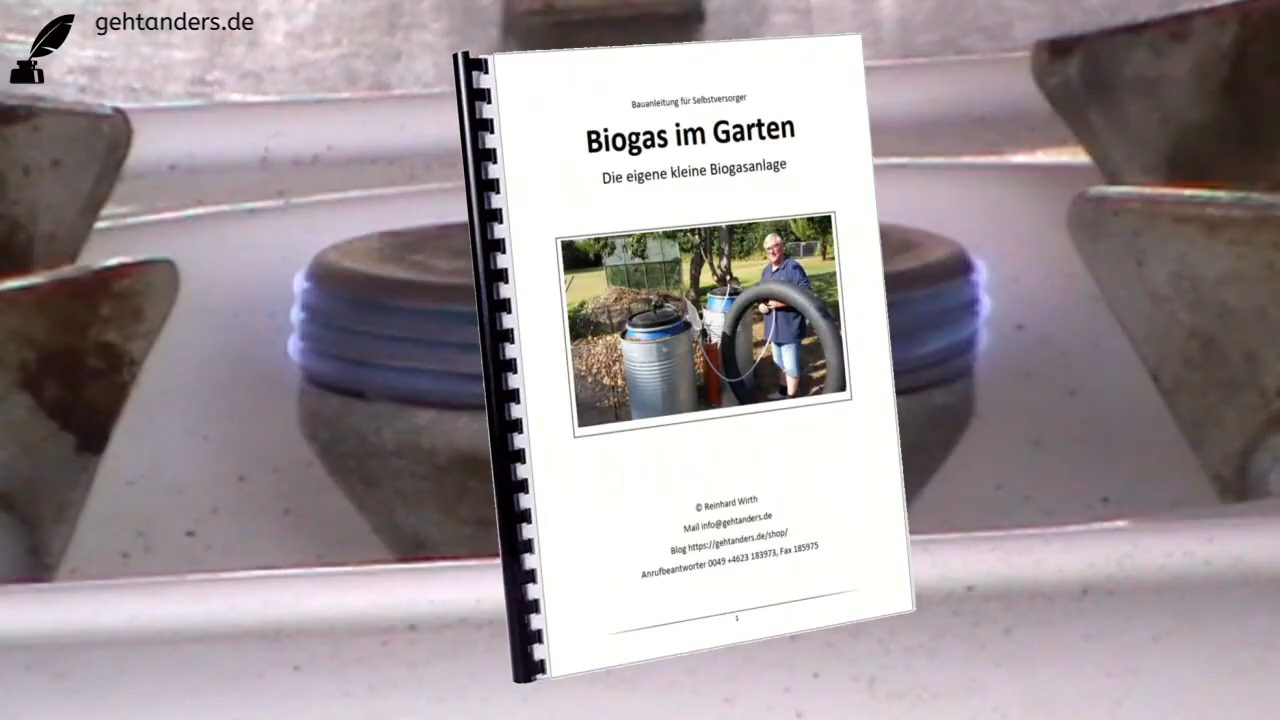 gehtanders.de
Bauanleitung für Selbstversorger
Biogas im Garten
Die eigene kleine Biogasanlage
© Reinhard Wirth
Mail info@gehtanders.de
Blog https://gehtanders.de/shop/
Anrufbeantworter 0049 +4623 183973, Fax 185975
1